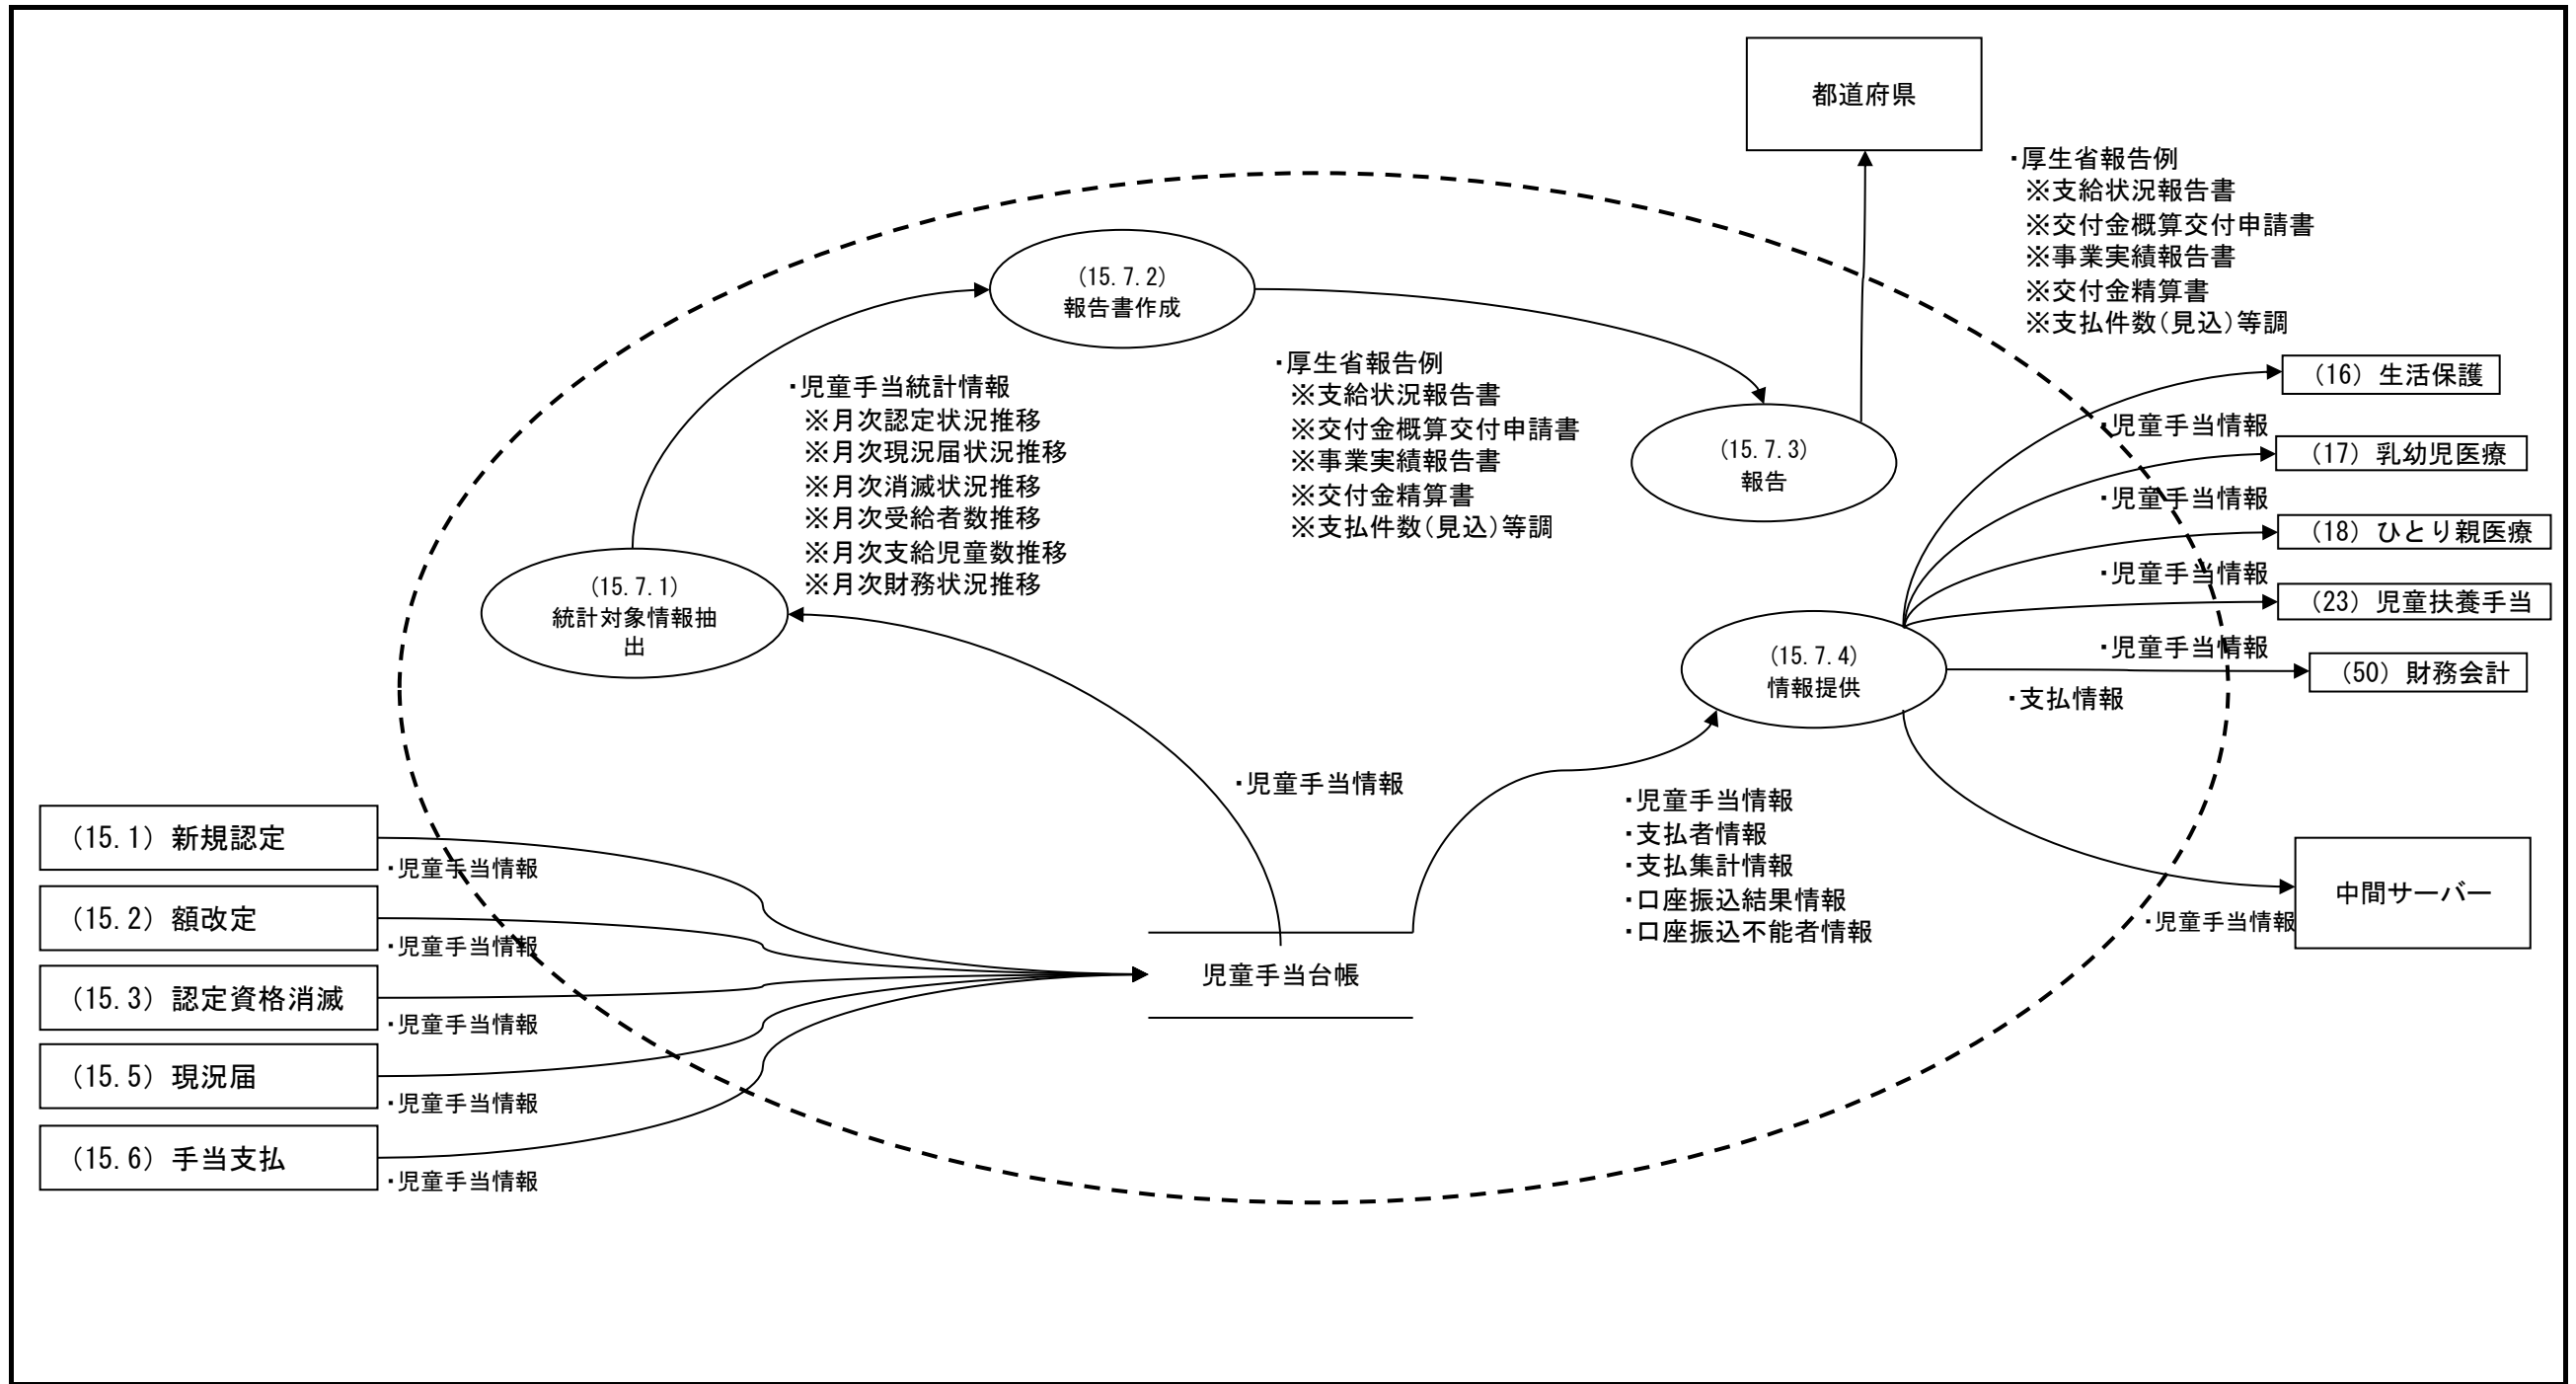 都道府県
・厚生省報告例
※支給状況報告書
※交付金概算交付申請書
※事業実績報告書
※交付金精算書
※支払件数(見込)等調
(15.7.2)
報告書作成
・児童手当統計情報
※月次認定状況推移
※月次現況届状況推移
※月次消滅状況推移
※月次受給者数推移
※月次支給児童数推移
※月次財務状況推移
・厚生省報告例
※支給状況報告書
※交付金概算交付申請書
※事業実績報告書
※交付金精算書
※支払件数(見込)等調
(15.7.3)
報告
(16) 生活保護
・児童手当情報
(17) 乳幼児医療
・児童手当情報
(18) ひとり親医療
・児童手当情報
(23) 児童扶養手当
・児童手当情報
(50) 財務会計
・支払情報
(15.7.1)
統計対象情報抽
出
(15.7.4)
情報提供
・児童手当情報
・児童手当情報
・支払者情報
・支払集計情報
・口座振込結果情報
・口座振込不能者情報
中間サーバー
・児童手当情報
(15.1) 新規認定
・児童手当情報
(15.2) 額改定
・児童手当情報
(15.3) 認定資格消滅
・児童手当情報
(15.5) 現況届
・児童手当情報
(15.6) 手当支払
・児童手当情報
児童手当台帳